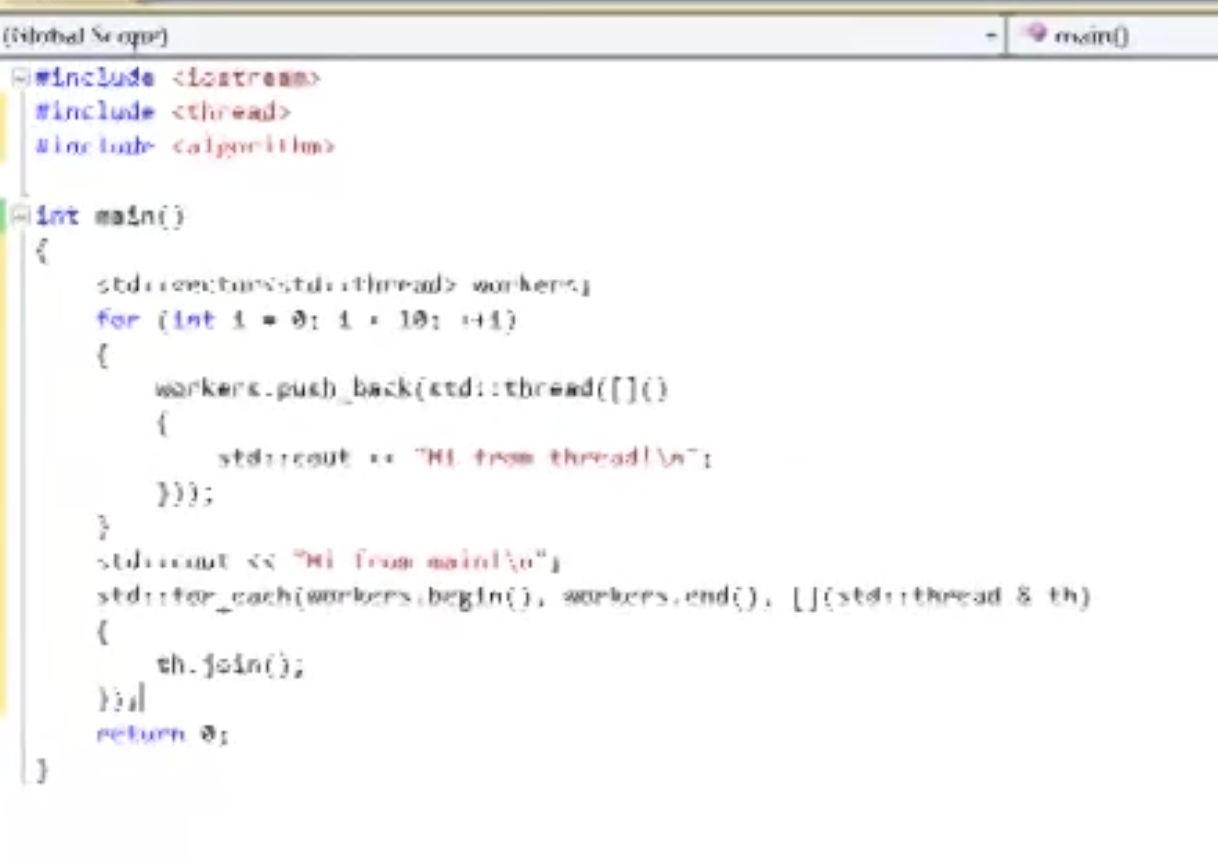 (Global Scope) main()
#include <iostream>
#include <thread>
#include <algorithm>
int main()
{
std::vector<std::thread> workers;
for (int i = 0; i < 10; ++i)
{
workers.push_back(std::thread([]()
{
std::cout << "Hi from thread!\n";
}));
}
std::cout << "Hi from main!\n";
std::for_each(workers.begin(), workers.end(), [](std::thread & th)
{
th.join();
});
return 0;
}